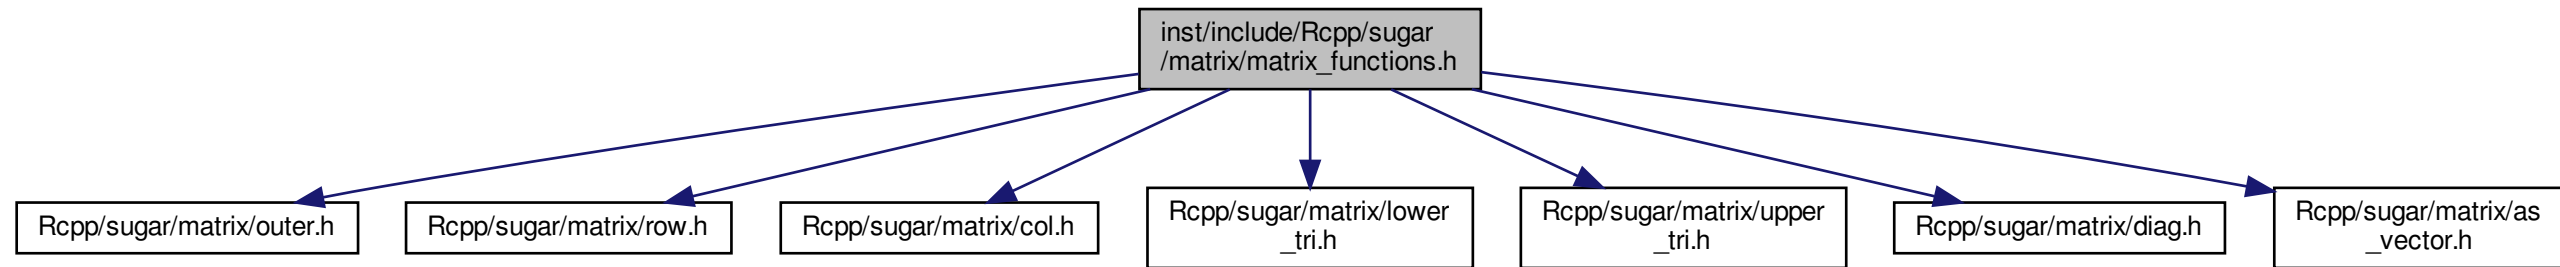 inst/include/Rcpp/sugar
/matrix/matrix_functions.h
Rcpp/sugar/matrix/outer.h
Rcpp/sugar/matrix/row.h
Rcpp/sugar/matrix/col.h
Rcpp/sugar/matrix/lower
_tri.h
Rcpp/sugar/matrix/upper
_tri.h
Rcpp/sugar/matrix/diag.h
Rcpp/sugar/matrix/as
_vector.h